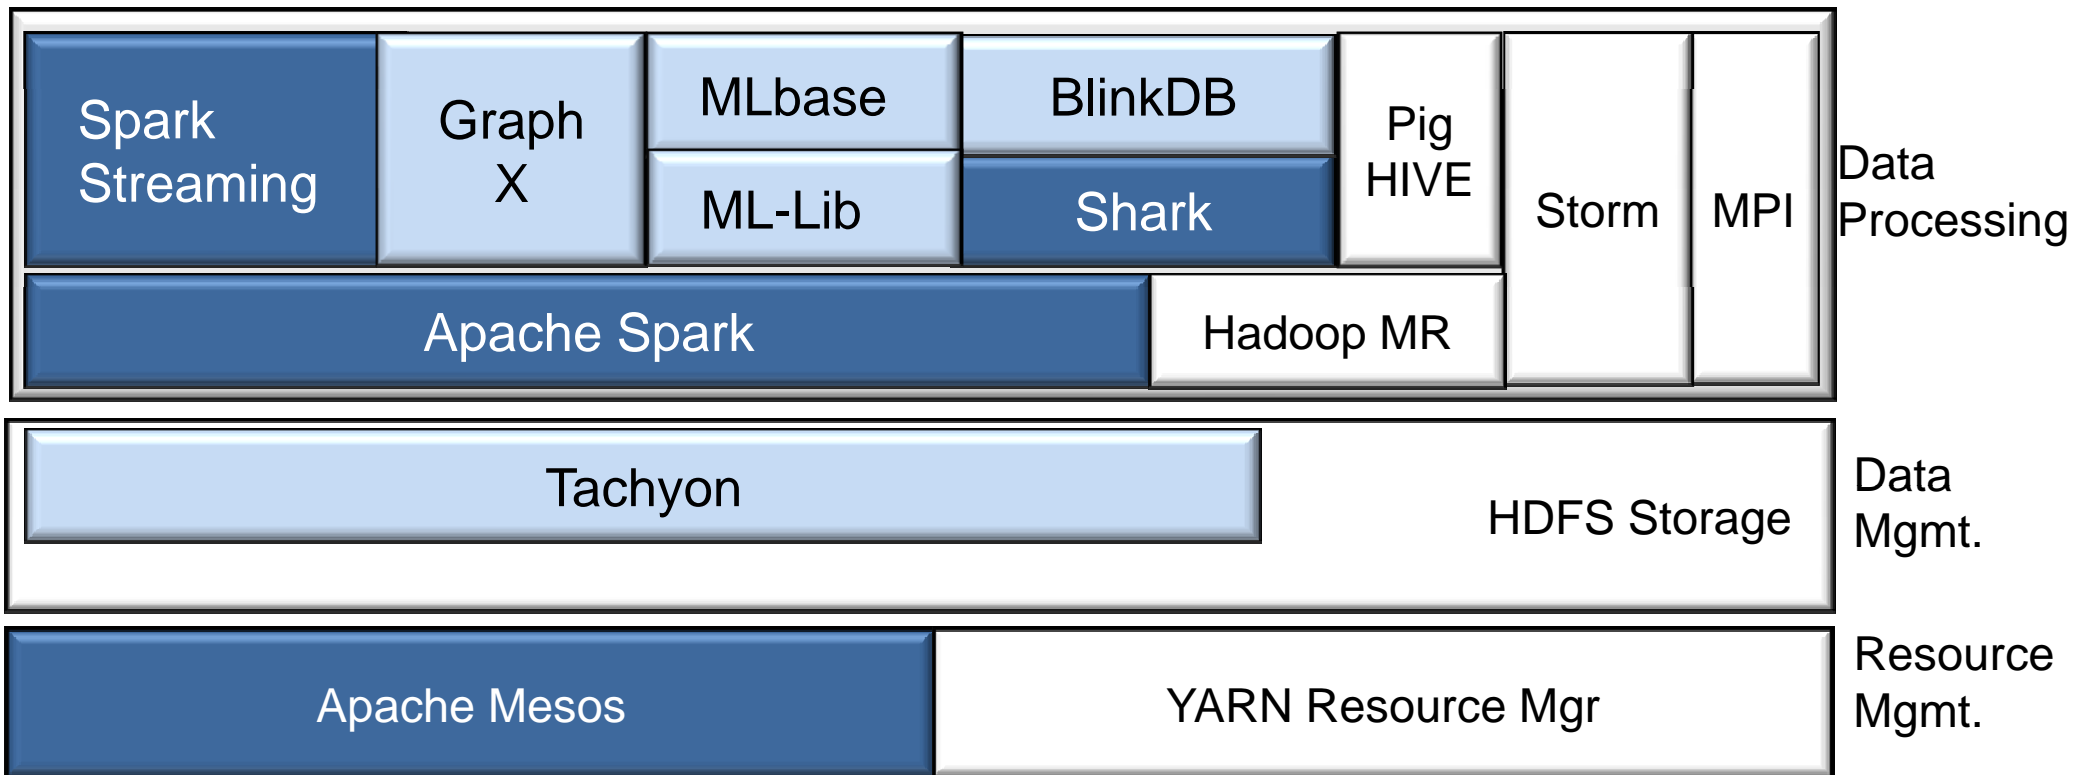 Spark
Streaming
Graph
X
MLbase
ML-Lib
BlinkDB
Shark
Pig
HIVE
Storm
MPI
Data
Processing
Apache Spark
Hadoop MR
Tachyon
HDFS Storage
Data
Mgmt.
Apache Mesos
YARN Resource Mgr
Resource
Mgmt.